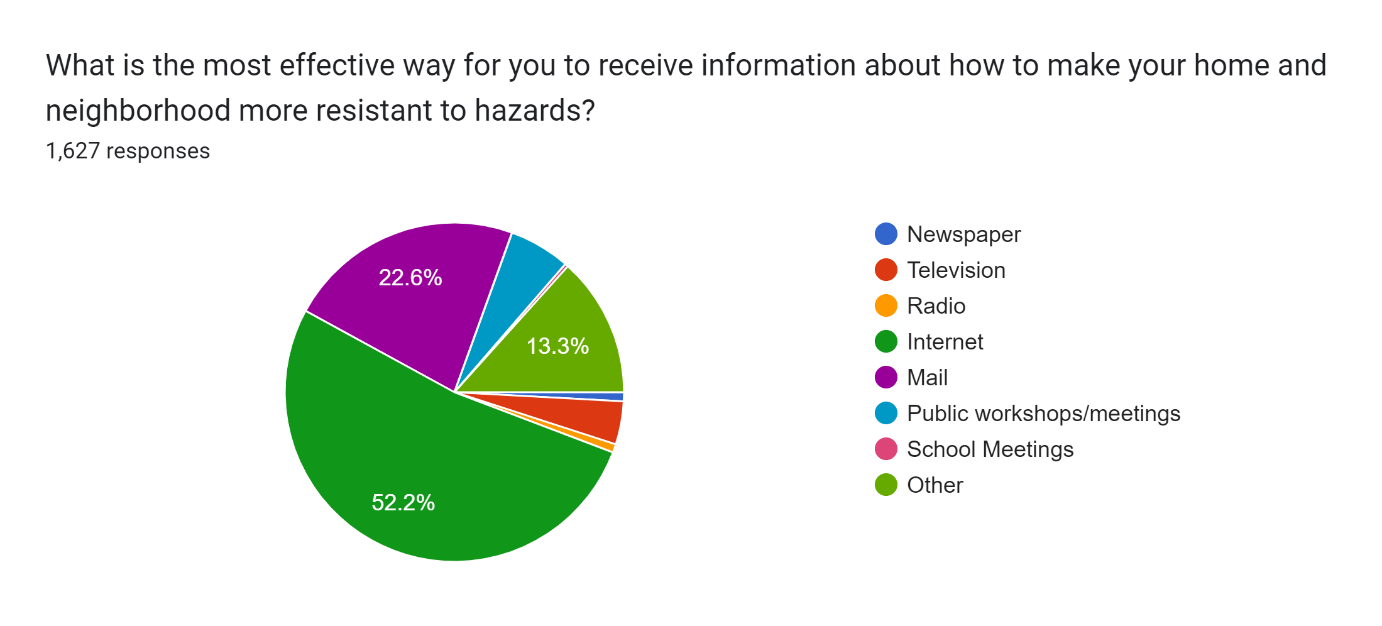 What is the most effective way for you to receive information about how to make your home and
neighborhood more resistant to hazards?
1,627 responses
22.6%
13.3%
52.2%
Newspaper
Television
Radio
Internet
Mail
Public workshops/meetings
School Meetings
Other